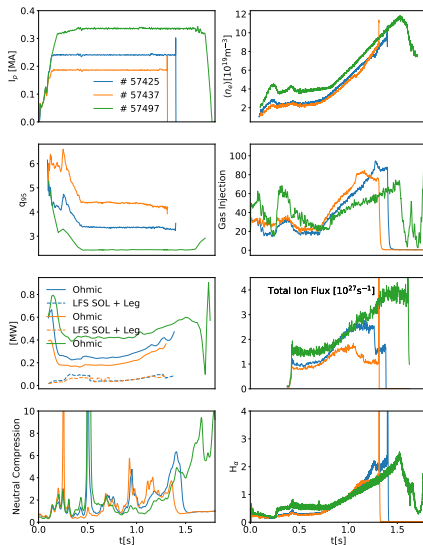 I_p [MA]
0.4
0.3
0.2
0.1
0.0
# 57425
# 57437
# 57497
⟨n_e⟩[10^19 m^-3]
12
10
8
6
4
2
0
q_95
6
5
4
3
Gas Injection
100
80
60
40
20
0
[MW]
0.8
0.6
0.4
0.2
0.0
Ohmic
LFS SOL + Leg
Ohmic
LFS SOL + Leg
Ohmic
Total Ion Flux [10^27 s^-1]
4
3
2
1
0
Neutral Compression
10
8
6
4
2
0
0.0 0.5 1.0 1.5
t[s]
H_α
4
3
2
1
0
0.0 0.5 1.0 1.5
t[s]